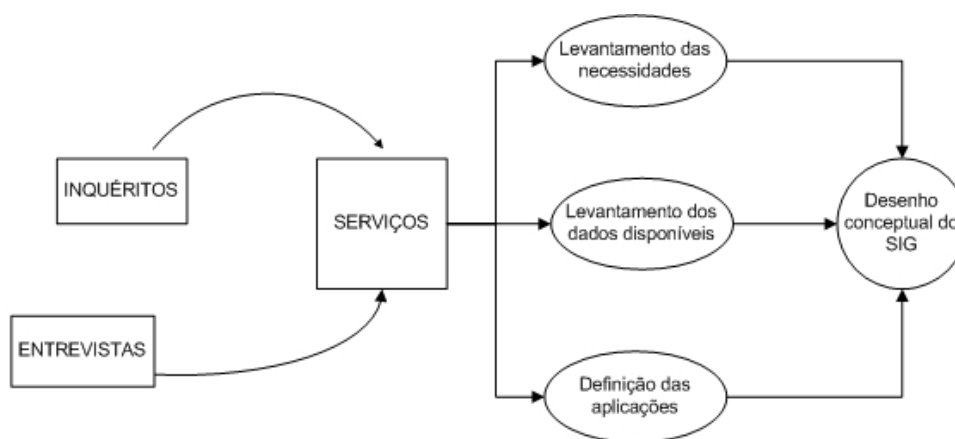 Levantamento das
necessidades
INQUÉRITOS
SERVIÇOS
Levantamento dos
dados disponíveis
Desenho
conceptual do
SIG
ENTREVISTAS
Definição das
aplicações